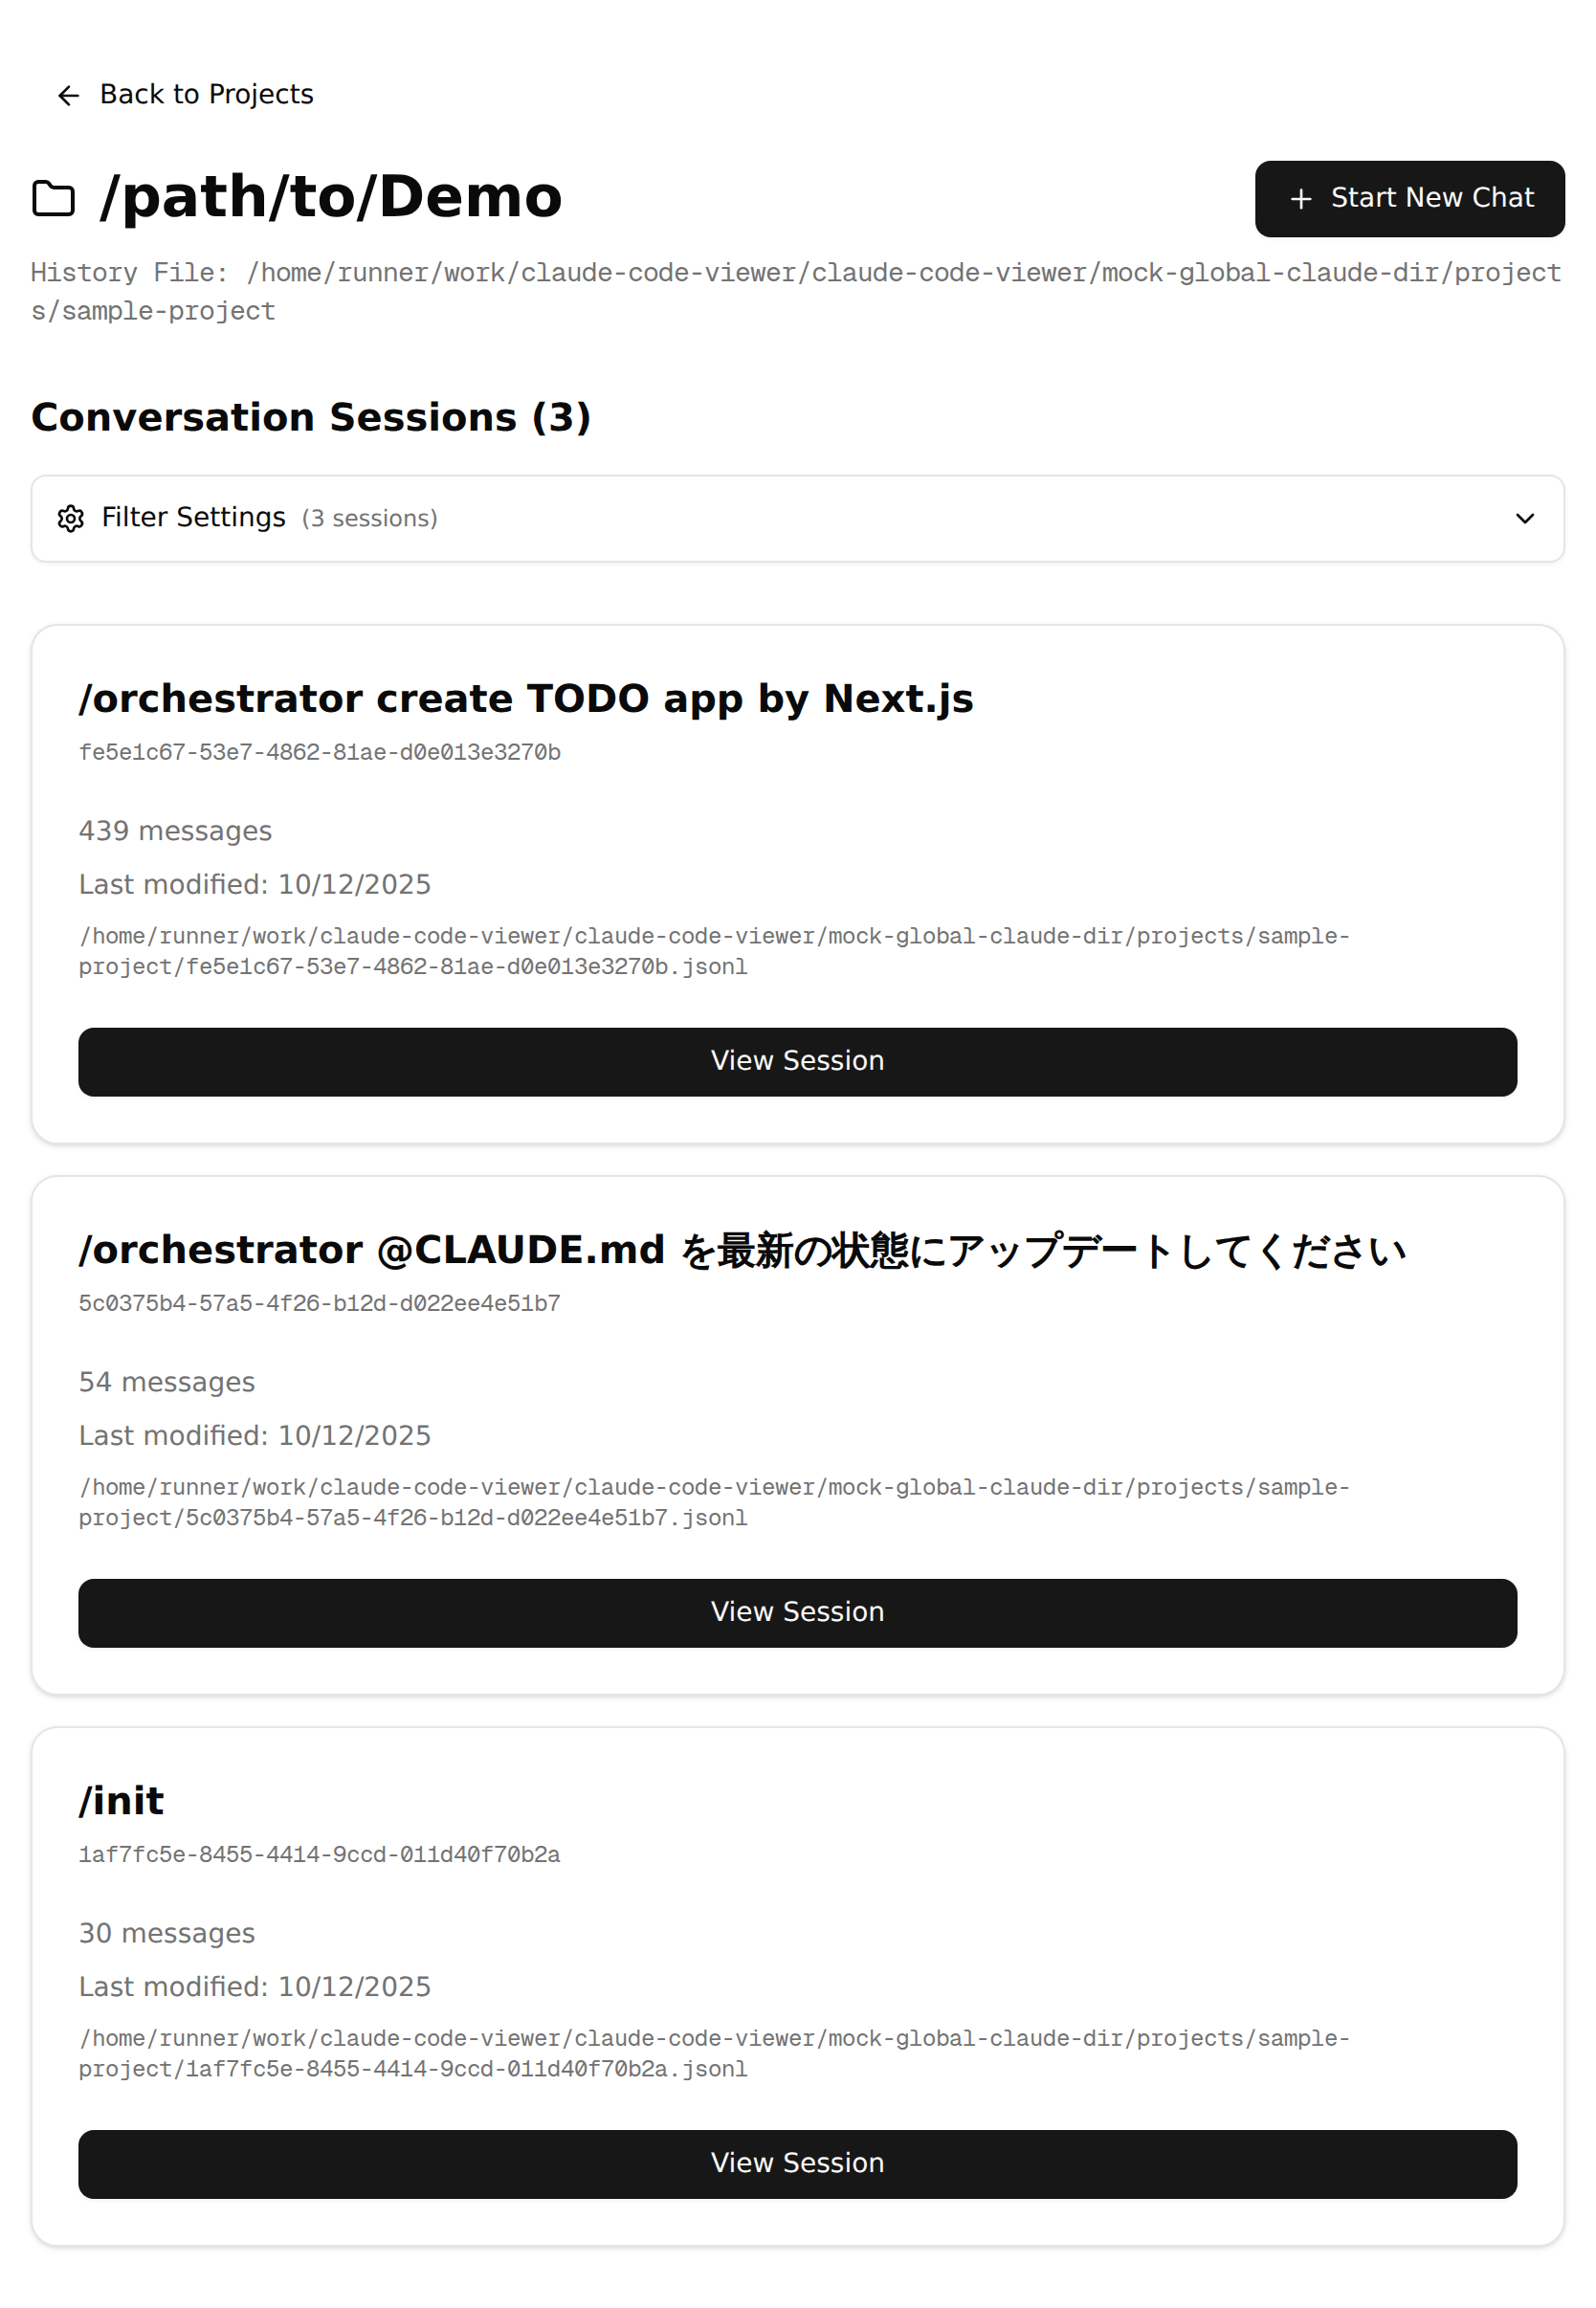 Back to Projects
/path/to/Demo
Start New Chat
History File: /home/runner/work/claude-code-viewer/claude-code-viewer/mock-global-claude-dir/project
s/sample-project
Conversation Sessions (3)
Filter Settings (3 sessions)
/orchestrator create TODO app by Next.js
fe5e1c67-53e7-4862-81ae-d0e013e3270b
439 messages
Last modified: 10/12/2025
/home/runner/work/claude-code-viewer/claude-code-viewer/mock-global-claude-dir/projects/sample-
project/fe5e1c67-53e7-4862-81ae-d0e013e3270b.jsonl
View Session
/orchestrator @CLAUDE.md を最新の状態にアップデートしてください
5c0375b4-57a5-4f26-b12d-d022ee4e51b7
54 messages
Last modified: 10/12/2025
/home/runner/work/claude-code-viewer/claude-code-viewer/mock-global-claude-dir/projects/sample-
project/5c0375b4-57a5-4f26-b12d-d022ee4e51b7.jsonl
View Session
/init
1af7fc5e-8455-4414-9ccd-011d40f70b2a
30 messages
Last modified: 10/12/2025
/home/runner/work/claude-code-viewer/claude-code-viewer/mock-global-claude-dir/projects/sample-
project/1af7fc5e-8455-4414-9ccd-011d40f70b2a.jsonl
View Session